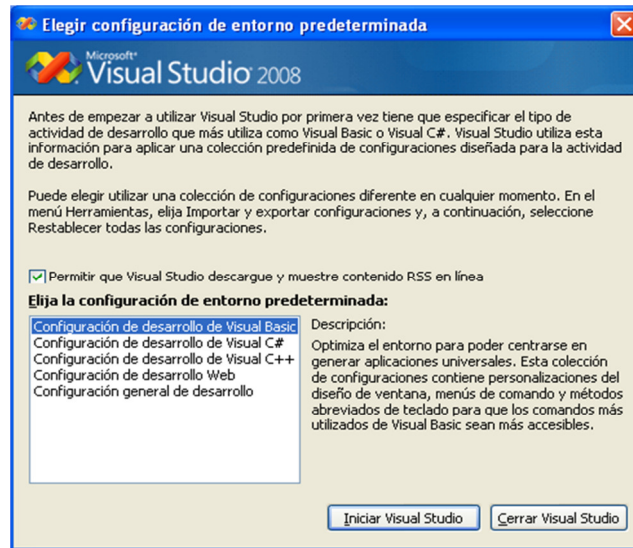 Elegir configuración de entorno predeterminada
Microsoft
Visual Studio 2008
Antes de empezar a utilizar Visual Studio por primera vez tiene que especificar el tipo de
actividad de desarrollo que más utiliza como Visual Basic o Visual C#. Visual Studio utiliza esta
información para aplicar una colección predefinida de configuraciones diseñada para la actividad
de desarrollo.
Puede elegir utilizar una colección de configuraciones diferente en cualquier momento. En el
menú Herramientas, elija Importar y exportar configuraciones y, a continuación, seleccione
Restablecer todas las configuraciones.
Permitir que Visual Studio descargue y muestre contenido RSS en línea
Elija la configuración de entorno predeterminada:
Configuración de desarrollo de Visual Basic
Configuración de desarrollo de Visual C#
Configuración de desarrollo de Visual C++
Configuración de desarrollo Web
Configuración general de desarrollo
Descripción:
Optimiza el entorno para poder centrarse en
generar aplicaciones universales. Esta colección
de configuraciones contiene personalizaciones del
diseño de ventana, menús de comando y métodos
abreviados de teclado para que los comandos más
utilizados de Visual Basic sean más accesibles.
Iniciar Visual Studio
Cerrar Visual Studio